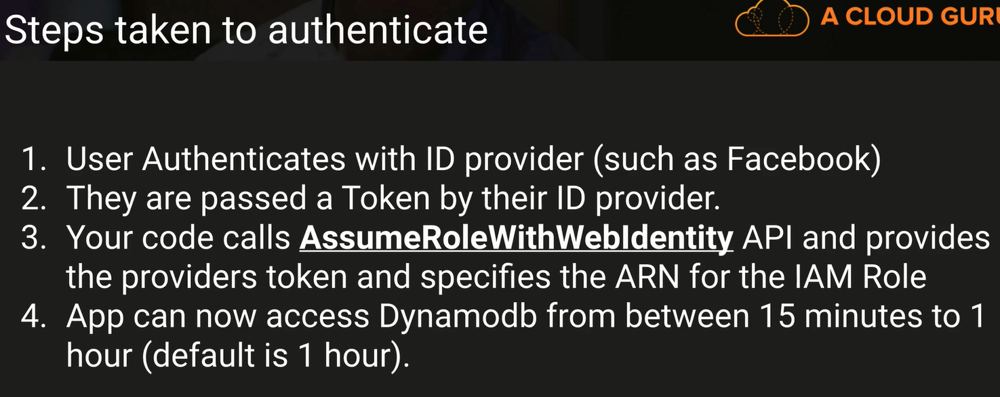 Steps taken to authenticate
A CLOUD GURU
1. User Authenticates with ID provider (such as Facebook)
2. They are passed a Token by their ID provider.
3. Your code calls AssumeRoleWithWebIdentity API and provides
the providers token and specifies the ARN for the IAM Role
4. App can now access Dynamodb from between 15 minutes to 1
hour (default is 1 hour).